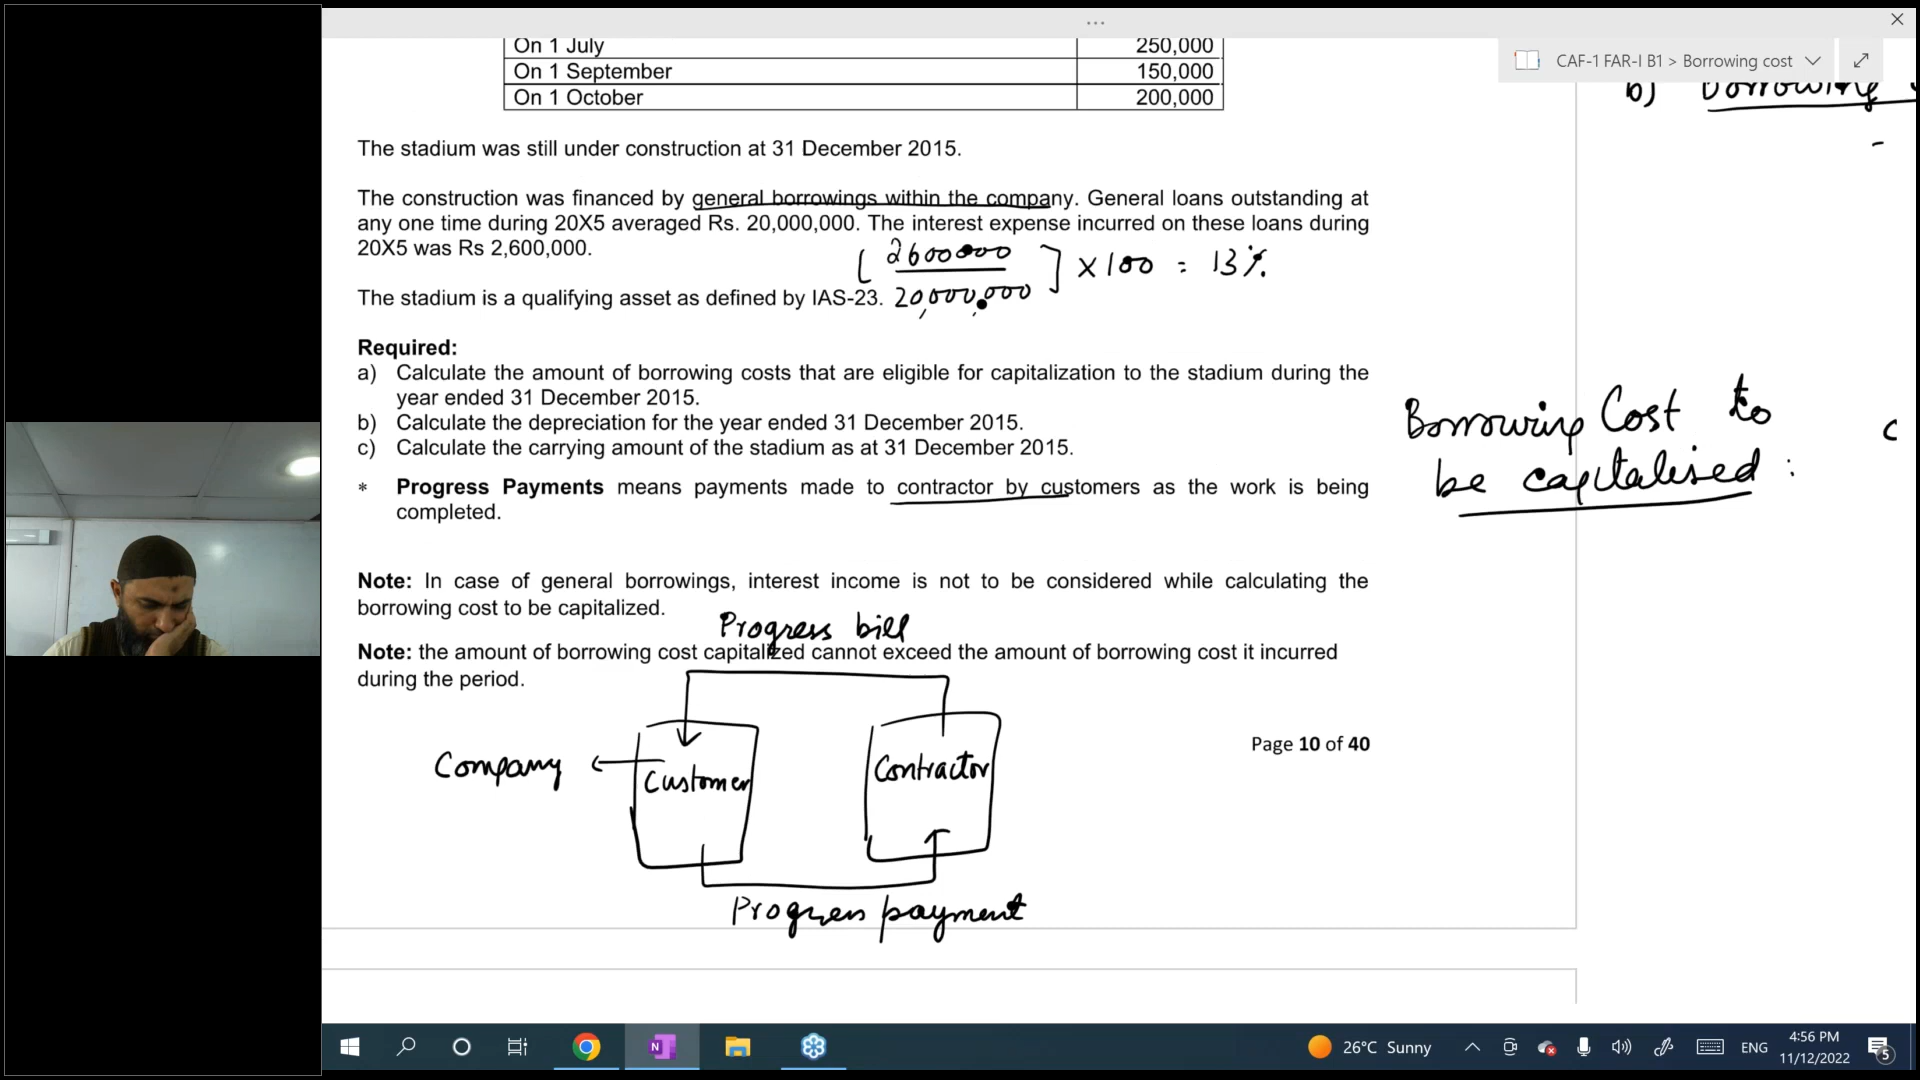 On 1 July 250,000
On 1 September 150,000
On 1 October 200,000
CAF-1 FAR-I B1 > Borrowing cost
b) Borrowing
The stadium was still under construction at 31 December 2015.
The construction was financed by general borrowings within the company. General loans outstanding at
any one time during 20X5 averaged Rs. 20,000,000. The interest expense incurred on these loans during
20X5 was Rs 2,600,000.
[ 2600000 ] × 100 = 13%
20,000,000
The stadium is a qualifying asset as defined by IAS-23.
Required:
a) Calculate the amount of borrowing costs that are eligible for capitalization to the stadium during the
year ended 31 December 2015.
b) Calculate the depreciation for the year ended 31 December 2015.
c) Calculate the carrying amount of the stadium as at 31 December 2015.
* Progress Payments means payments made to contractor by customers as the work is being
completed.
Borrowing Cost to
be capitalised :
c
Note: In case of general borrowings, interest income is not to be considered while calculating the
borrowing cost to be capitalized.
Progress bill
Note: the amount of borrowing cost capitalized cannot exceed the amount of borrowing cost it incurred
during the period.
Company
Customer
Contractor
Page 10 of 40
Progress payment
26°C Sunny
ENG
4:56 PM
11/12/2022
5